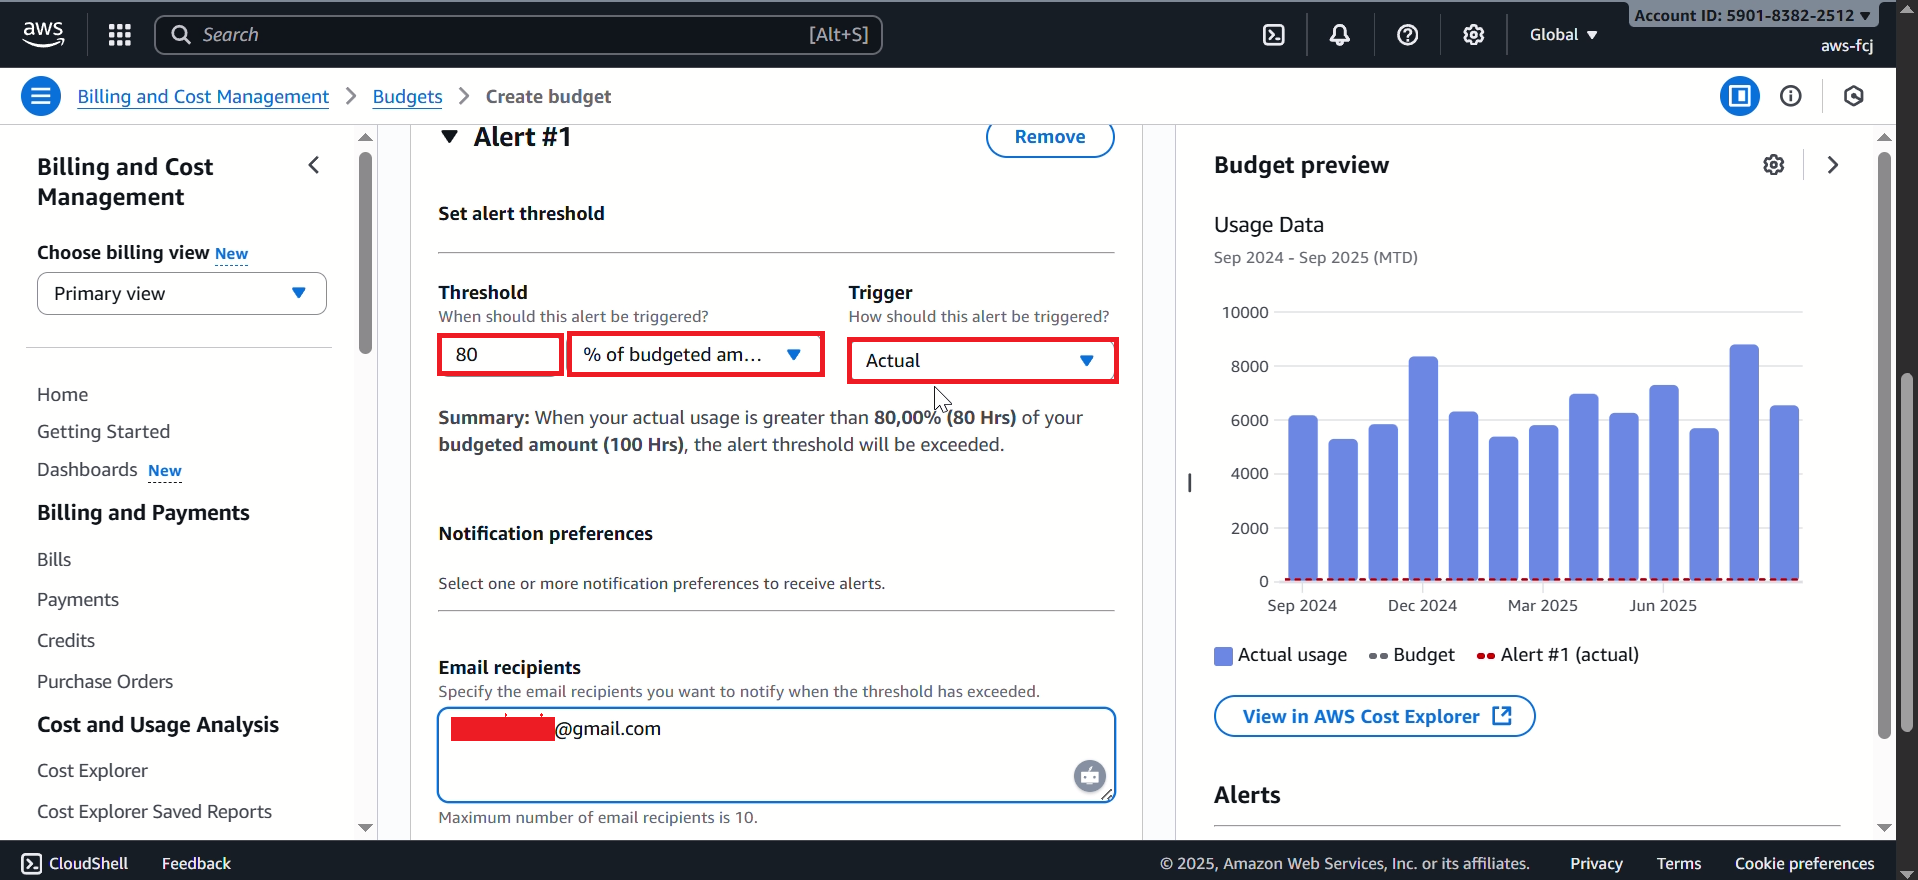 aws
Search [Alt+S]
Global
Account ID: 5901-8382-2512
aws-fcj
Billing and Cost Management
Budgets
Create budget
Billing and Cost
Management
Choose billing view New
Primary view
Home
Getting Started
Dashboards New
Billing and Payments
Bills
Payments
Credits
Purchase Orders
Cost and Usage Analysis
Cost Explorer
Cost Explorer Saved Reports
Alert #1
Remove
Set alert threshold
Threshold
When should this alert be triggered?
80
% of budgeted am...
Trigger
How should this alert be triggered?
Actual
Summary: When your actual usage is greater than 80,00% (80 Hrs) of your
budgeted amount (100 Hrs), the alert threshold will be exceeded.
Notification preferences
Select one or more notification preferences to receive alerts.
Email recipients
Specify the email recipients you want to notify when the threshold has exceeded.
@gmail.com
Maximum number of email recipients is 10.
Budget preview
Usage Data
Sep 2024 - Sep 2025 (MTD)
10000
8000
6000
4000
2000
0
Sep 2024 Dec 2024 Mar 2025 Jun 2025
Actual usage Budget Alert #1 (actual)
View in AWS Cost Explorer
Alerts
CloudShell Feedback
© 2025, Amazon Web Services, Inc. or its affiliates. Privacy Terms Cookie preferences